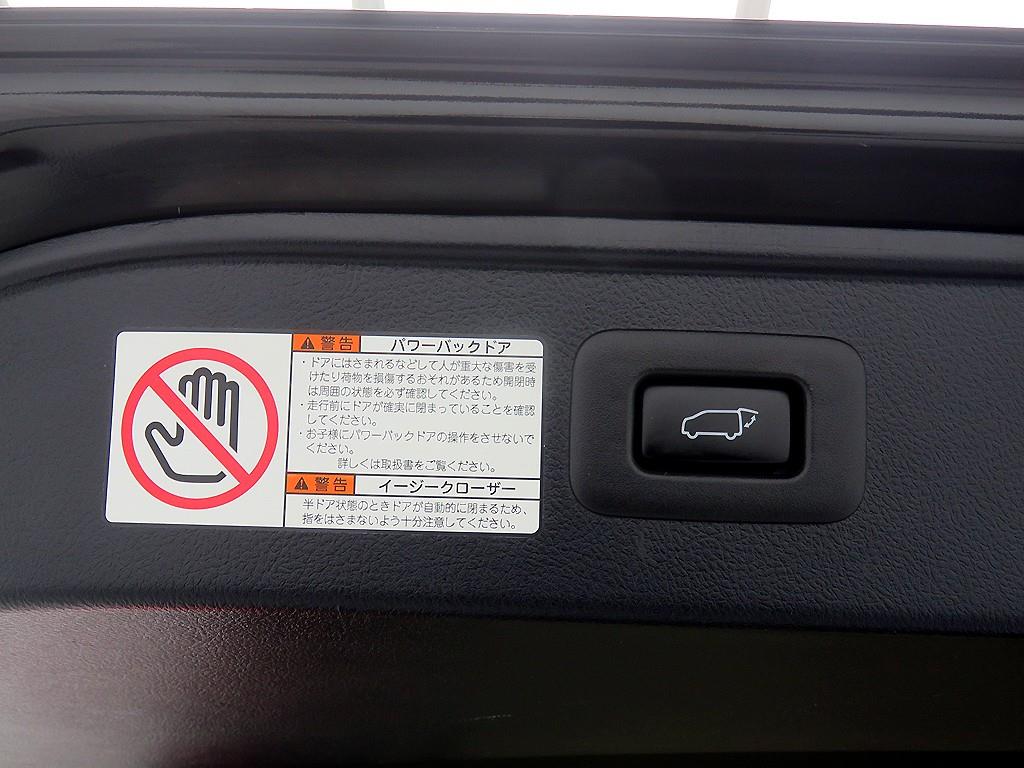 警告 パワーバックドア
・ドアにはさまれるなどして人が重大な傷害を受
けたり荷物を損傷するおそれがあるため開閉時
は周囲の状態を必ず確認してください。
・走行前にドアが確実に閉まっていることを確認
してください。
・お子様にパワーバックドアの操作をさせないで
ください。
詳しくは取扱書をご覧ください。
警告 イージークローザー
半ドア状態のときドアが自動的に閉まるため、
指をはさまないよう十分注意してください。